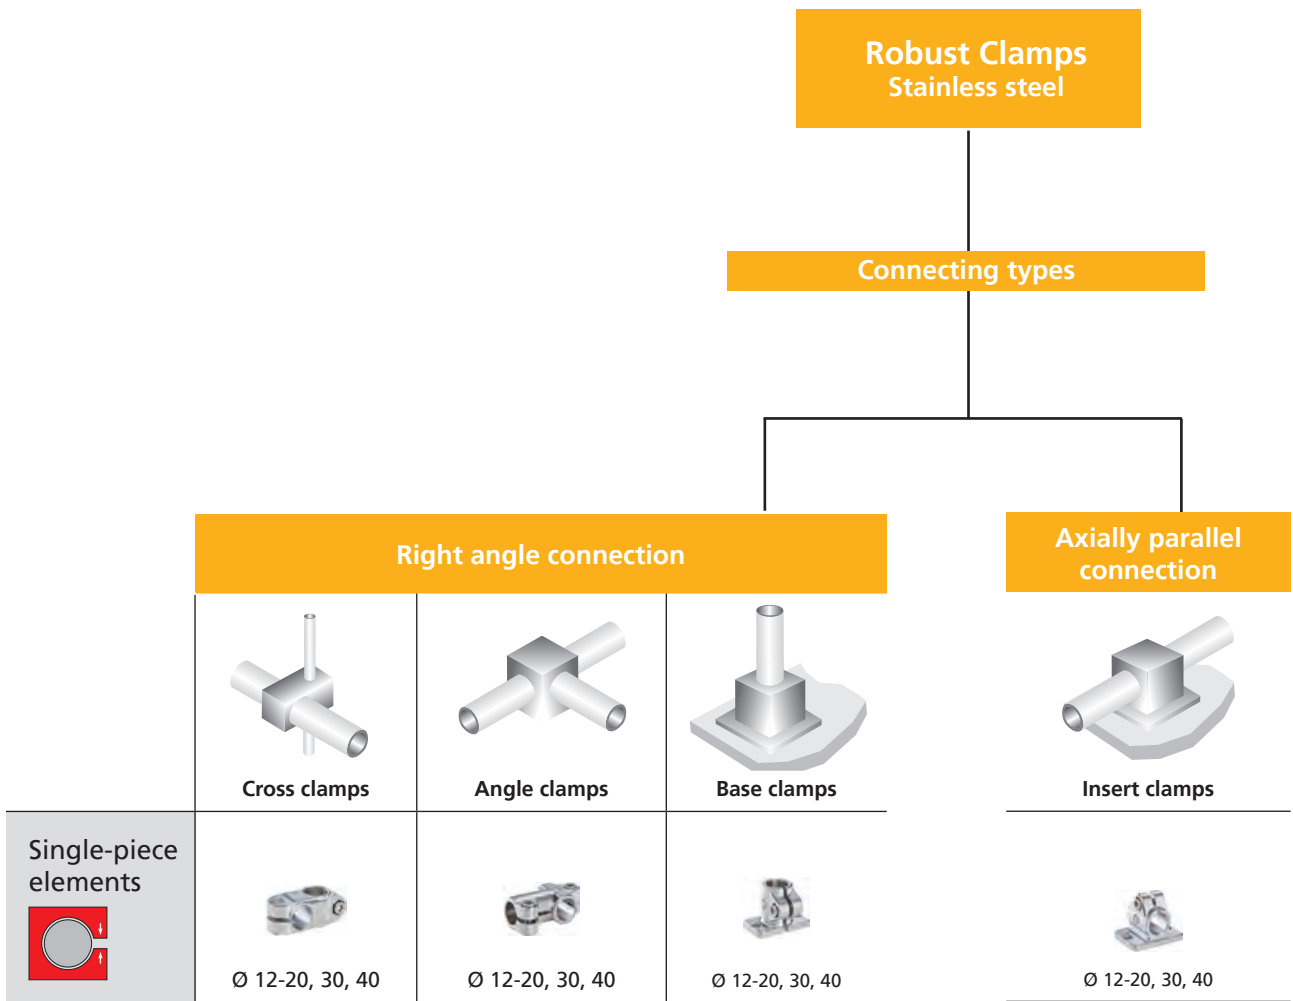 Robust Clamps
Stainless steel
Connecting types
Right angle connection
Axially parallel
connection
Cross clamps
Angle clamps
Base clamps
Insert clamps
Single-piece
elements
Ø 12-20, 30, 40
Ø 12-20, 30, 40
Ø 12-20, 30, 40
Ø 12-20, 30, 40